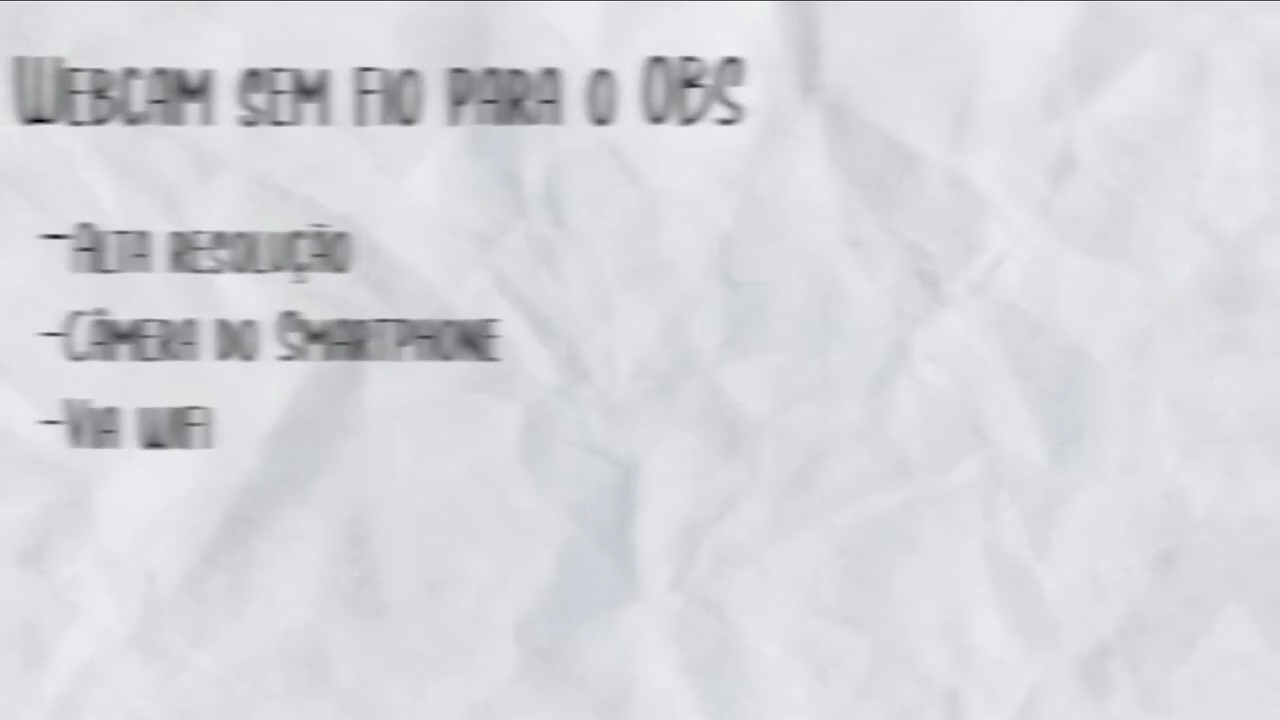 Webcam sem fio para o OBS
-Alta resolução
-Câmera do Smartphone
-Via wifi